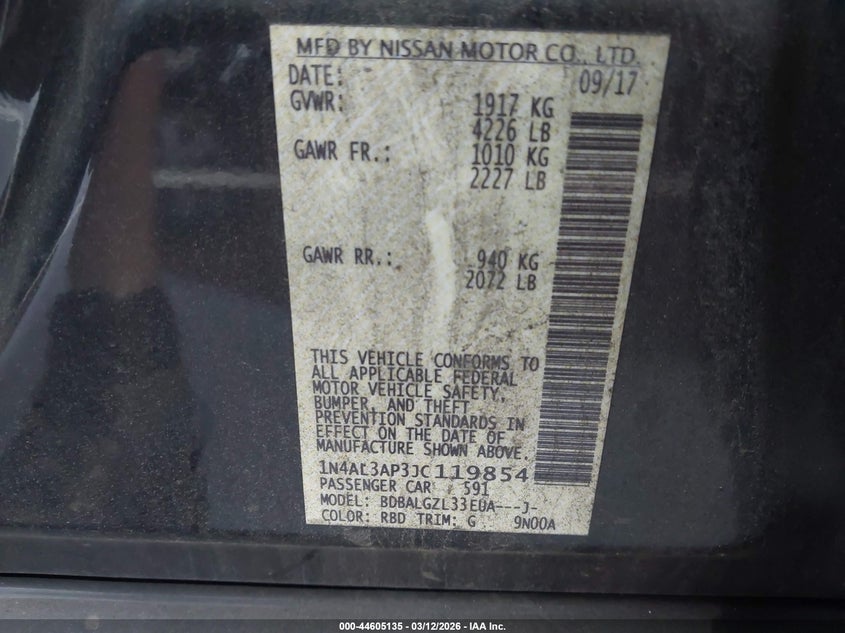 MFD BY NISSAN MOTOR CO., LTD.
DATE: 09/17
GVWR: 1917 KG
4226 LB
GAWR FR.: 1010 KG
2227 LB
GAWR RR.: 940 KG
2072 LB
THIS VEHICLE CONFORMS TO
ALL APPLICABLE FEDERAL
MOTOR VEHICLE SAFETY,
BUMPER, AND THEFT
PREVENTION STANDARDS IN
EFFECT ON THE DATE OF
MANUFACTURE SHOWN ABOVE.
1N4AL3AP3JC119854
PASSENGER CAR 591
MODEL: BDBALGZL33EUA---J-
COLOR: RBD TRIM: G 9N00A
000-44605135 - 03/12/2026 - IAA Inc.